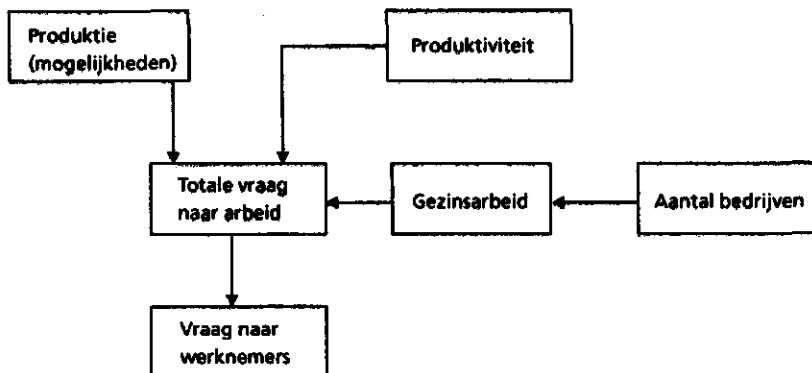 Produktie
(mogelijkheden)
Produktiviteit
Totale vraag
naar arbeid
Gezinsarbeid
Aantal bedrijven
Vraag naar
werknemers